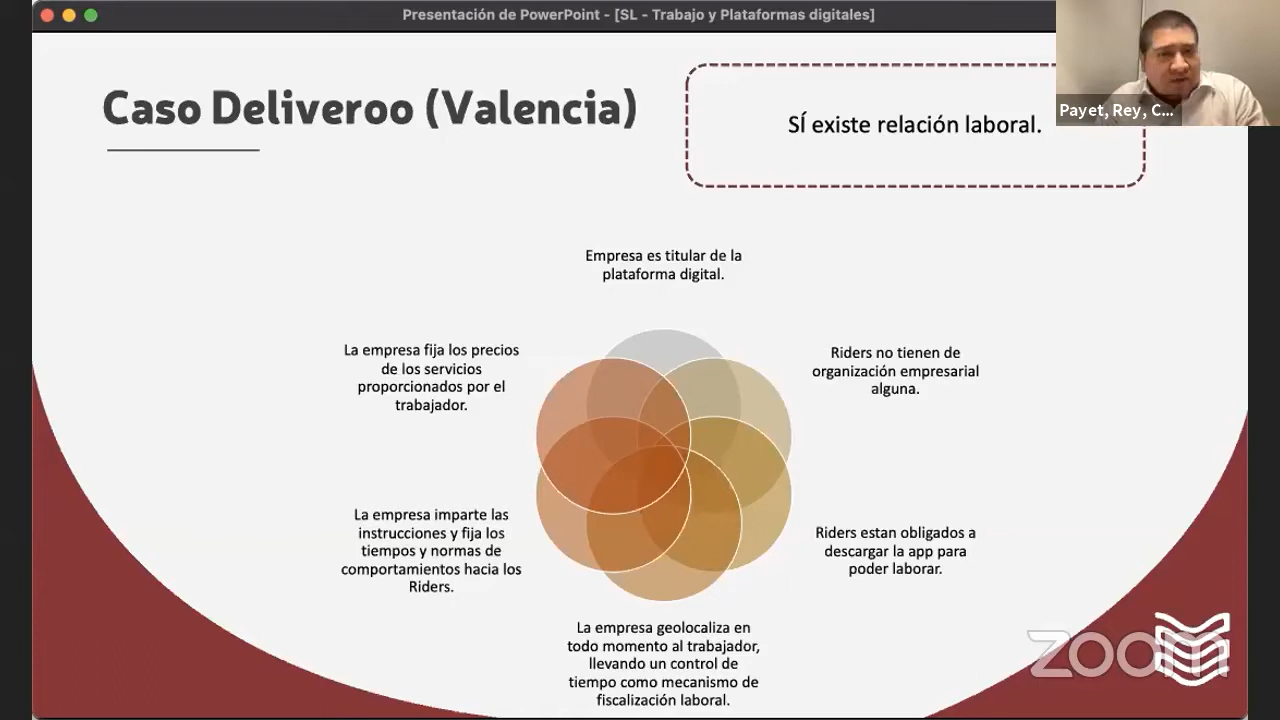 Presentación de PowerPoint - [SL - Trabajo y Plataformas digitales]
Payet, Rey, C...
Caso Deliveroo (Valencia)
SÍ existe relación laboral.
Empresa es titular de la
plataforma digital.
La empresa fija los precios
de los servicios
proporcionados por el
trabajador.
Riders no tienen de
organización empresarial
alguna.
La empresa imparte las
instrucciones y fija los
tiempos y normas de
comportamientos hacia los
Riders.
Riders estan obligados a
descargar la app para
poder laborar.
La empresa geolocaliza en
todo momento al trabajador,
llevando un control de
tiempo como mecanismo de
fiscalización laboral.
zoom